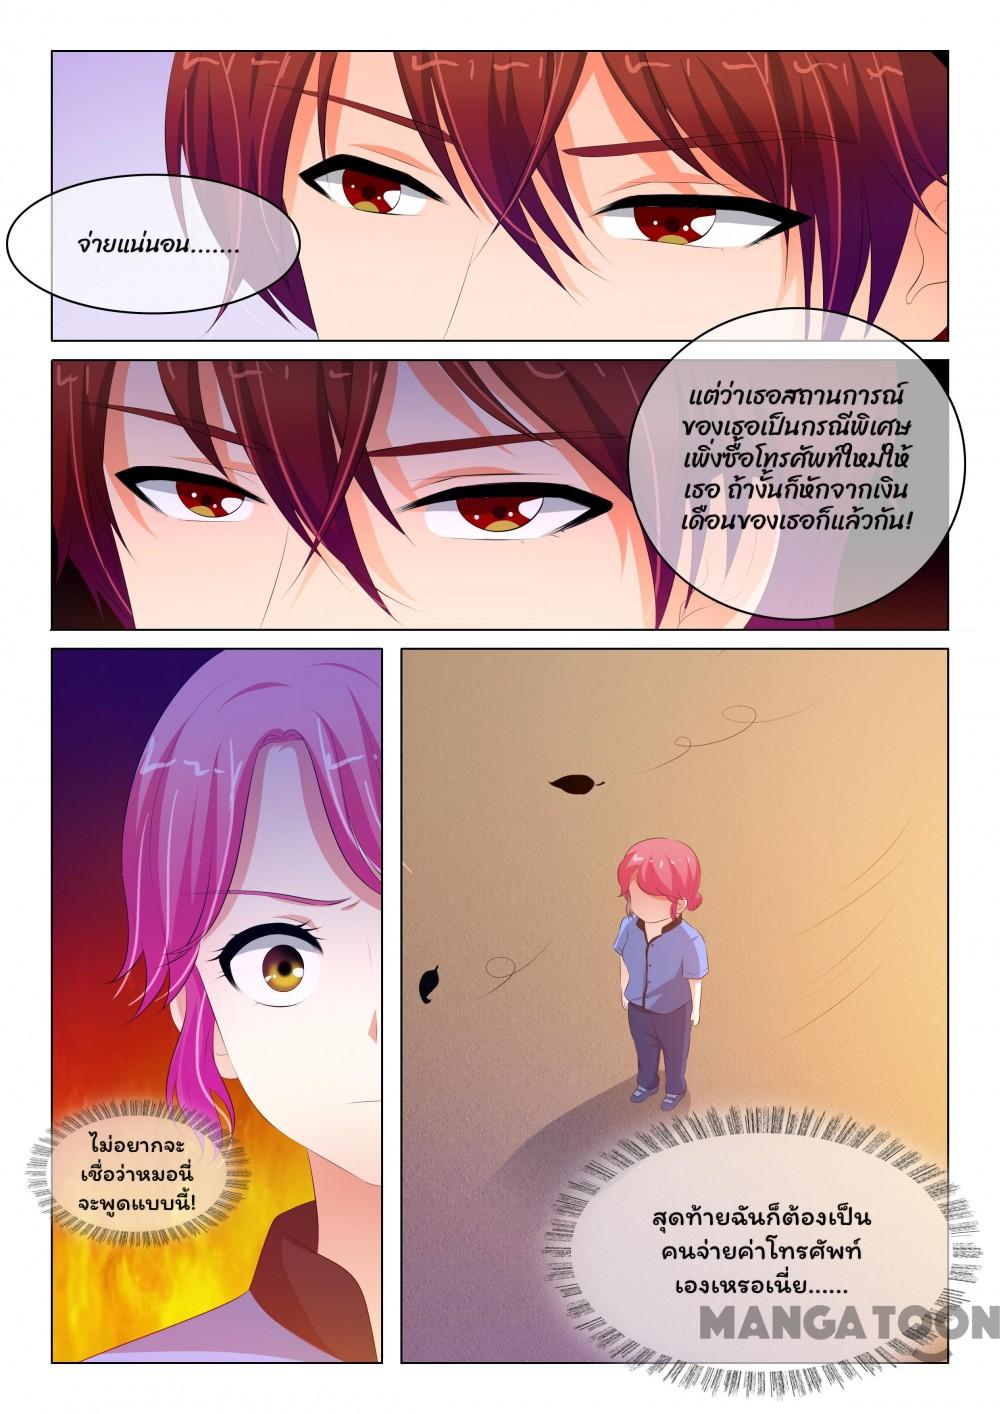 จ่ายแน่นอน.......
แต่ว่าเธอสถานการณ์
ของเธอเป็นกรณีพิเศษ
เพิ่งซื้อโทรศัพท์ใหม่ให้
เธอ ถ้างั้นก็หักจากเงิน
เดือนของเธอก็แล้วกัน!
ไม่อยากจะ
เชื่อว่าหมอนี่
จะพูดแบบนี้!
สุดท้ายฉันก็ต้องเป็น
คนจ่ายค่าโทรศัพท์
เองเหรอเนี่ย......
MANGATOON